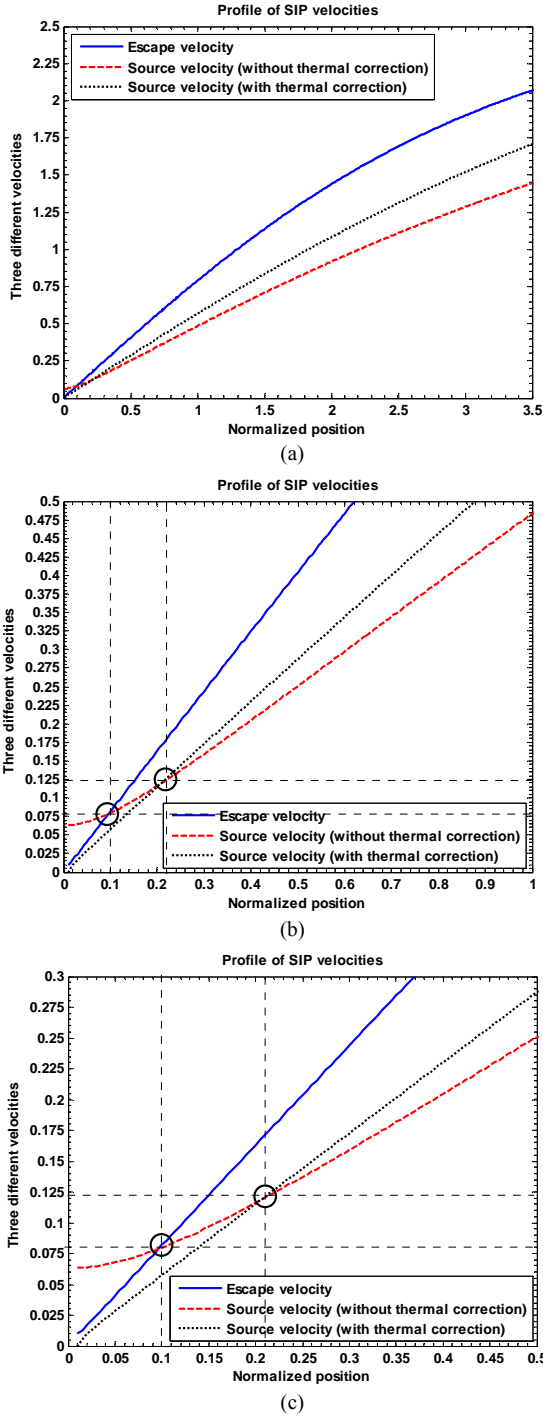 Profile of SIP velocities
2.5
2.25
2
1.75
1.5
1.25
1
0.75
0.5
0.25
0
Three different velocities
Escape velocity
Source velocity (without thermal correction)
Source velocity (with thermal correction)
0 0.5 1 1.5 2 2.5 3 3.5
Normalized position
(a)
Profile of SIP velocities
0.5
0.475
0.45
0.425
0.4
0.375
0.35
0.325
0.3
0.275
0.25
0.225
0.2
0.175
0.15
0.125
0.1
0.075
0.05
0.025
0
Three different velocities
Escape velocity
Source velocity (without thermal correction)
Source velocity (with thermal correction)
0 0.1 0.2 0.3 0.4 0.5 0.6 0.7 0.8 0.9 1
Normalized position
(b)
Profile of SIP velocities
0.3
0.275
0.25
0.225
0.2
0.175
0.15
0.125
0.1
0.075
0.05
0.025
0
Three different velocities
Escape velocity
Source velocity (without thermal correction)
Source velocity (with thermal correction)
0 0.05 0.1 0.15 0.2 0.25 0.3 0.35 0.4 0.45 0.5
Normalized position
(c)